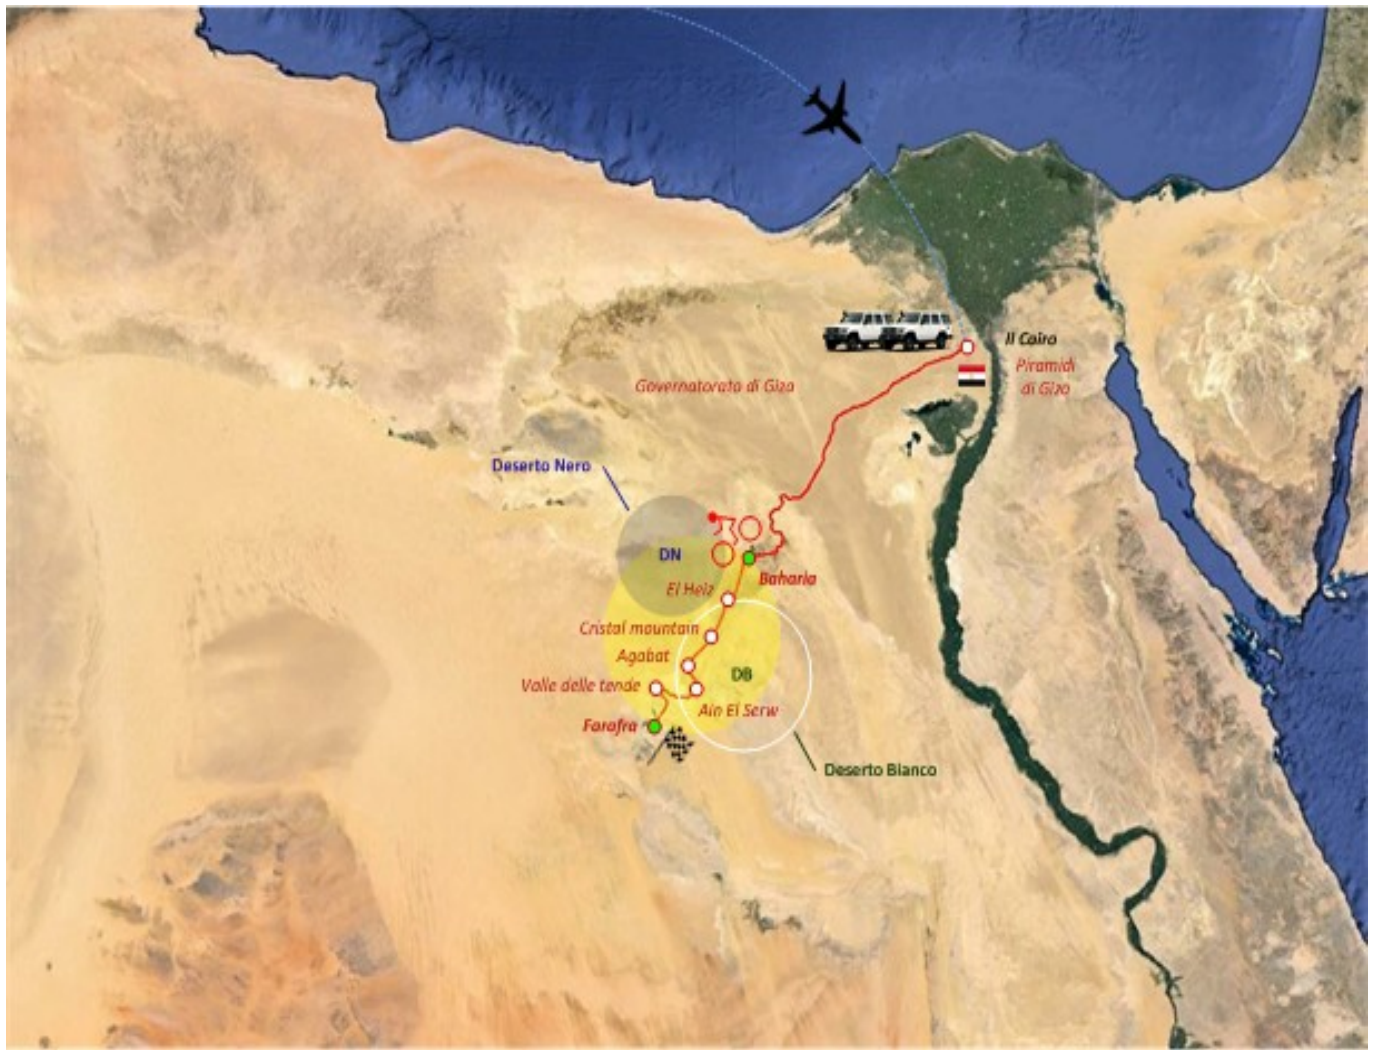 Il Cairo
Piramidi
di Giza
Governatorato di Giza
Deserto Nero
DN
Baharia
El Heiz
Cristal mountain
Agabat
DB
Valle delle tende
Ain El Serw
Farafra
Deserto Bianco